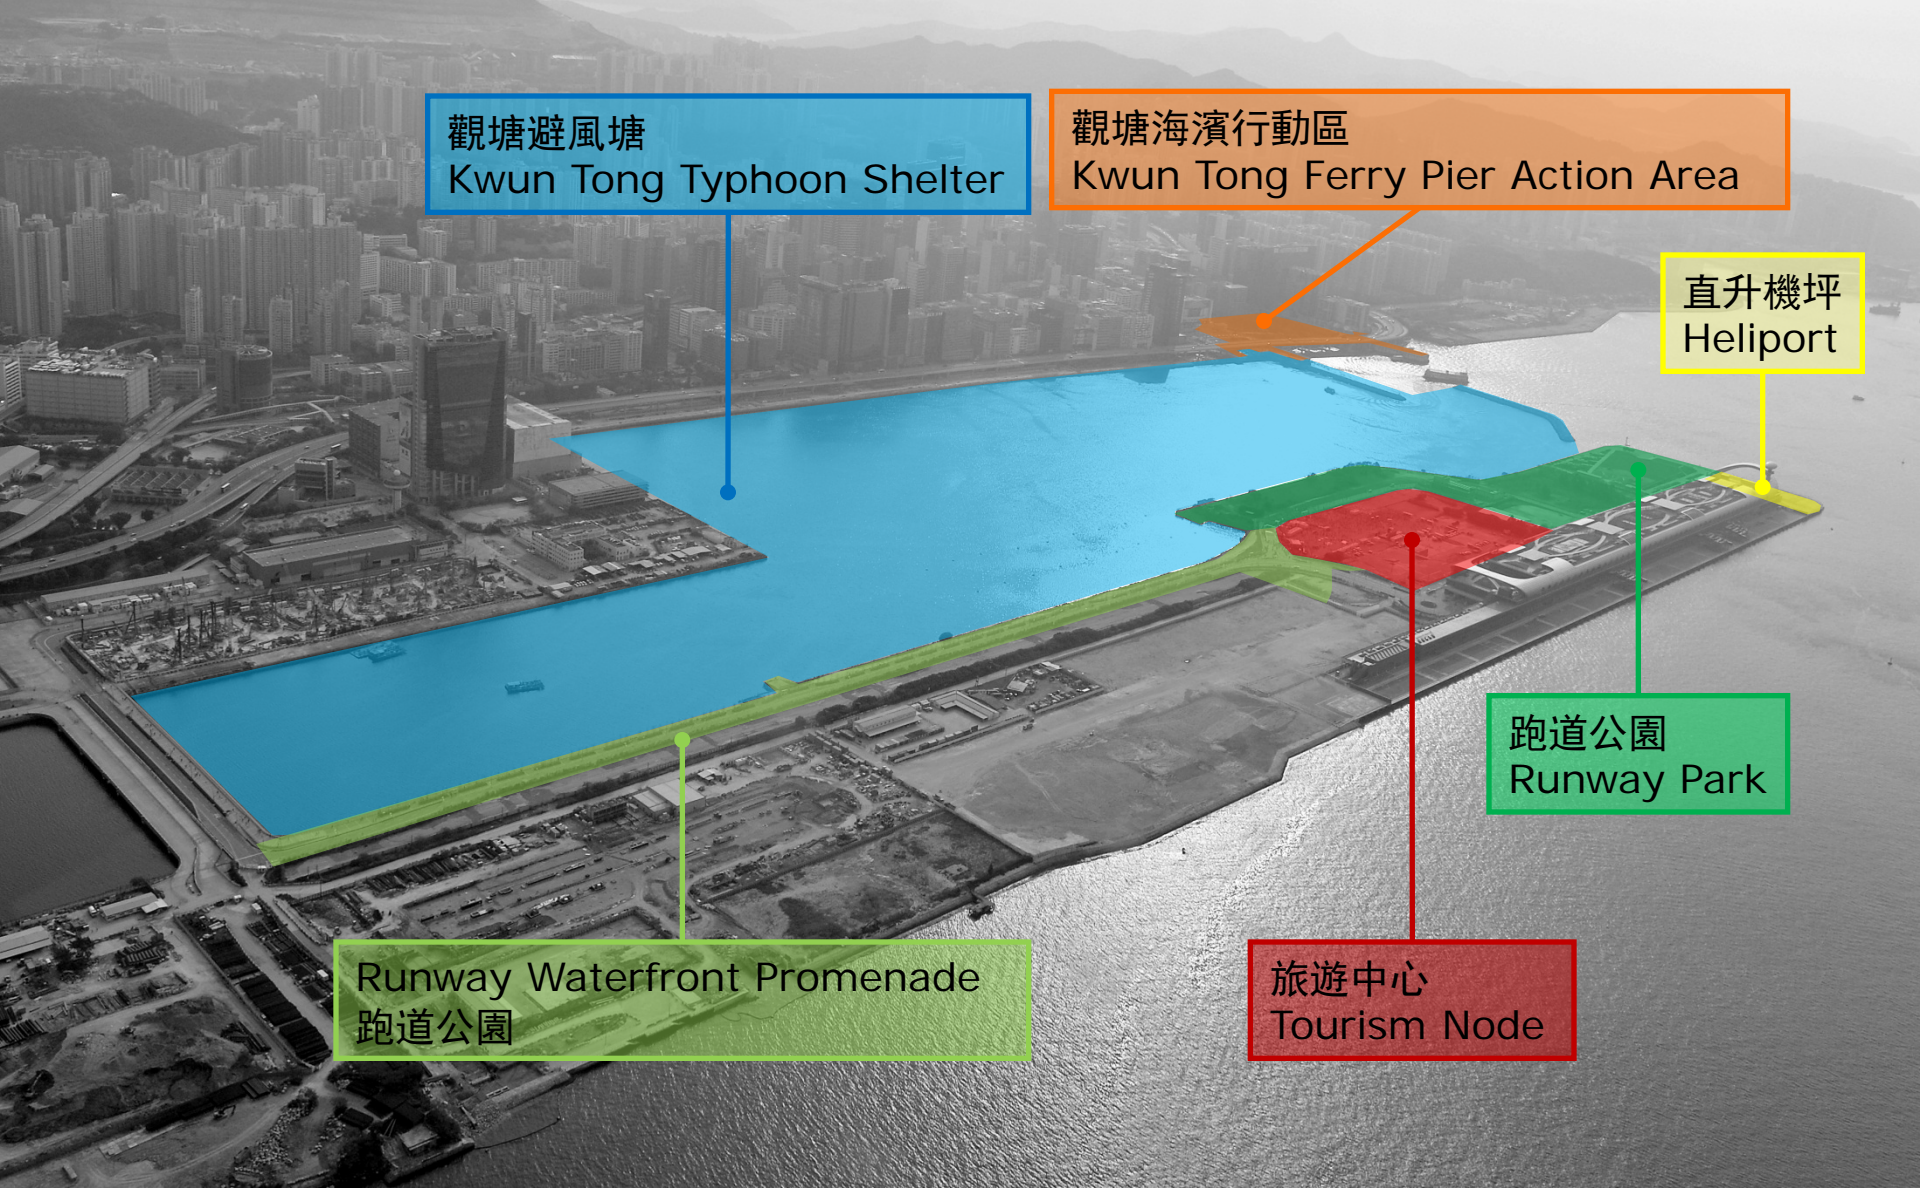 觀塘避風塘
Kwun Tong Typhoon Shelter
觀塘海濱行動區
Kwun Tong Ferry Pier Action Area
直升機坪
Heliport
跑道公園
Runway Park
Runway Waterfront Promenade
跑道公園
旅遊中心
Tourism Node